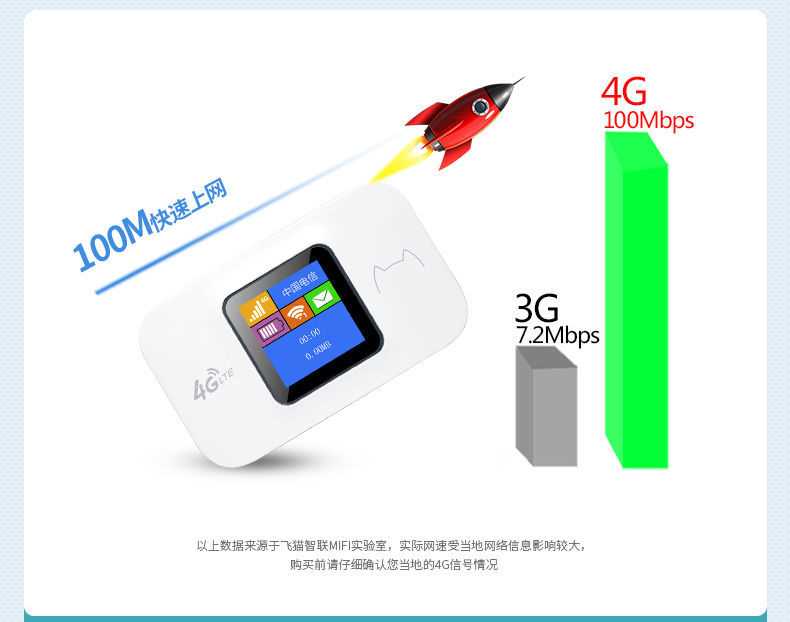 100M快速上网
4G
100Mbps
3G
7.2Mbps
4G
中国电信
00:00
0.00MB
4GLTE
以上数据来源于飞猫智联MIFI实验室，实际网速受当地网络信息影响较大，
购买前请仔细确认您当地的4G信号情况